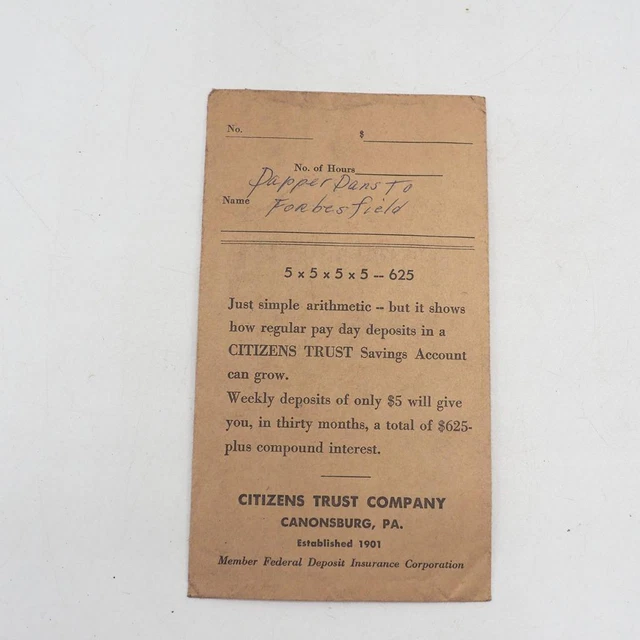 No. $
No. of Hours
Dapper Dans To
Name Forbesfield
5 x 5 x 5 x 5 -- 625
Just simple arithmetic -- but it shows
how regular pay day deposits in a
CITIZENS TRUST Savings Account
can grow.
Weekly deposits of only $5 will give
you, in thirty months, a total of $625-
plus compound interest.
CITIZENS TRUST COMPANY
CANONSBURG, PA.
Established 1901
Member Federal Deposit Insurance Corporation